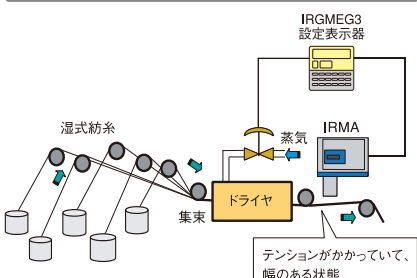 IRGMEG3
設定表示器
湿式紡糸
蒸気
IRMA
ドライヤ
集束
テンションがかかっていて、
幅のある状態